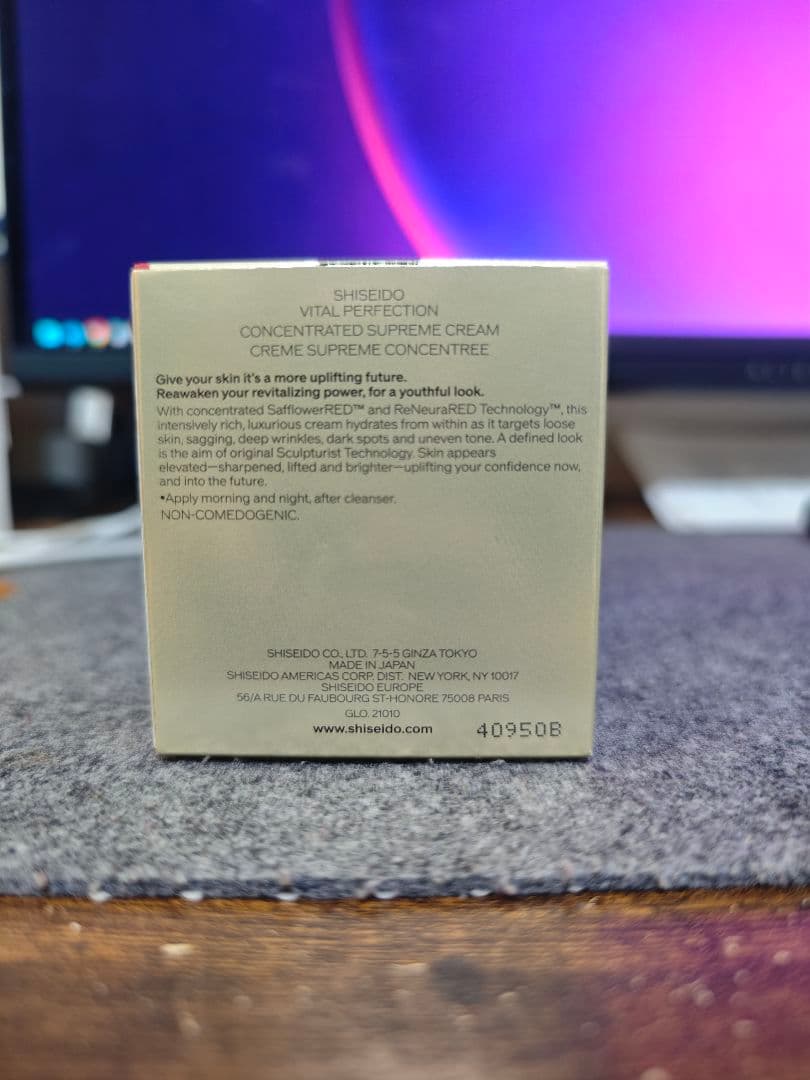 SHISEIDO
VITAL PERFECTION
CONCENTRATED SUPREME CREAM
CREME SUPREME CONCENTREE
Give your skin it's a more uplifting future.
Reawaken your revitalizing power, for a youthful look.
With concentrated SafflowerRED™ and ReNeuraRED Technology™, this
intensively rich, luxurious cream hydrates from within as it targets loose
skin, sagging, deep wrinkles, dark spots and uneven tone. A defined look
is the aim of original Sculpturist Technology. Skin appears
elevated—sharpened, lifted and brighter—uplifting your confidence now,
and into the future.
•Apply morning and night, after cleanser.
NON-COMEDOGENIC.
SHISEIDO CO., LTD. 7-5-5 GINZA TOKYO
MADE IN JAPAN
SHISEIDO AMERICAS CORP. DIST. NEW YORK, NY 10017
SHISEIDO EUROPE
56/A RUE DU FAUBOURG ST-HONORE 75008 PARIS
GLO. 21010
www.shiseido.com
40950B